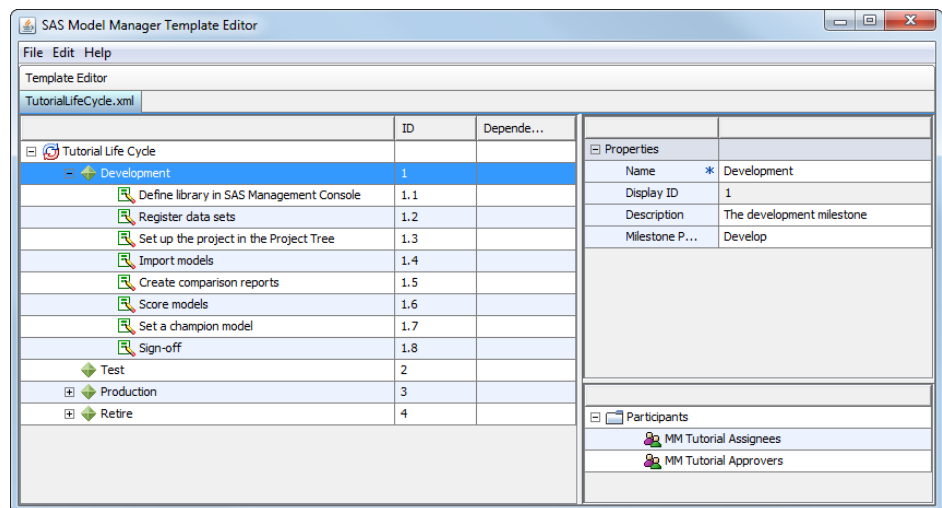 SAS Model Manager Template Editor
File Edit Help
Template Editor
TutorialLifeCycle.xml
ID Depende...
Tutorial Life Cycle
Development 1
Define library in SAS Management Console 1.1
Register data sets 1.2
Set up the project in the Project Tree 1.3
Import models 1.4
Create comparison reports 1.5
Score models 1.6
Set a champion model 1.7
Sign-off 1.8
Test 2
Production 3
Retire 4
Properties
Name * Development
Display ID 1
Description The development milestone
Milestone P... Develop
Participants
MM Tutorial Assignees
MM Tutorial Approvers